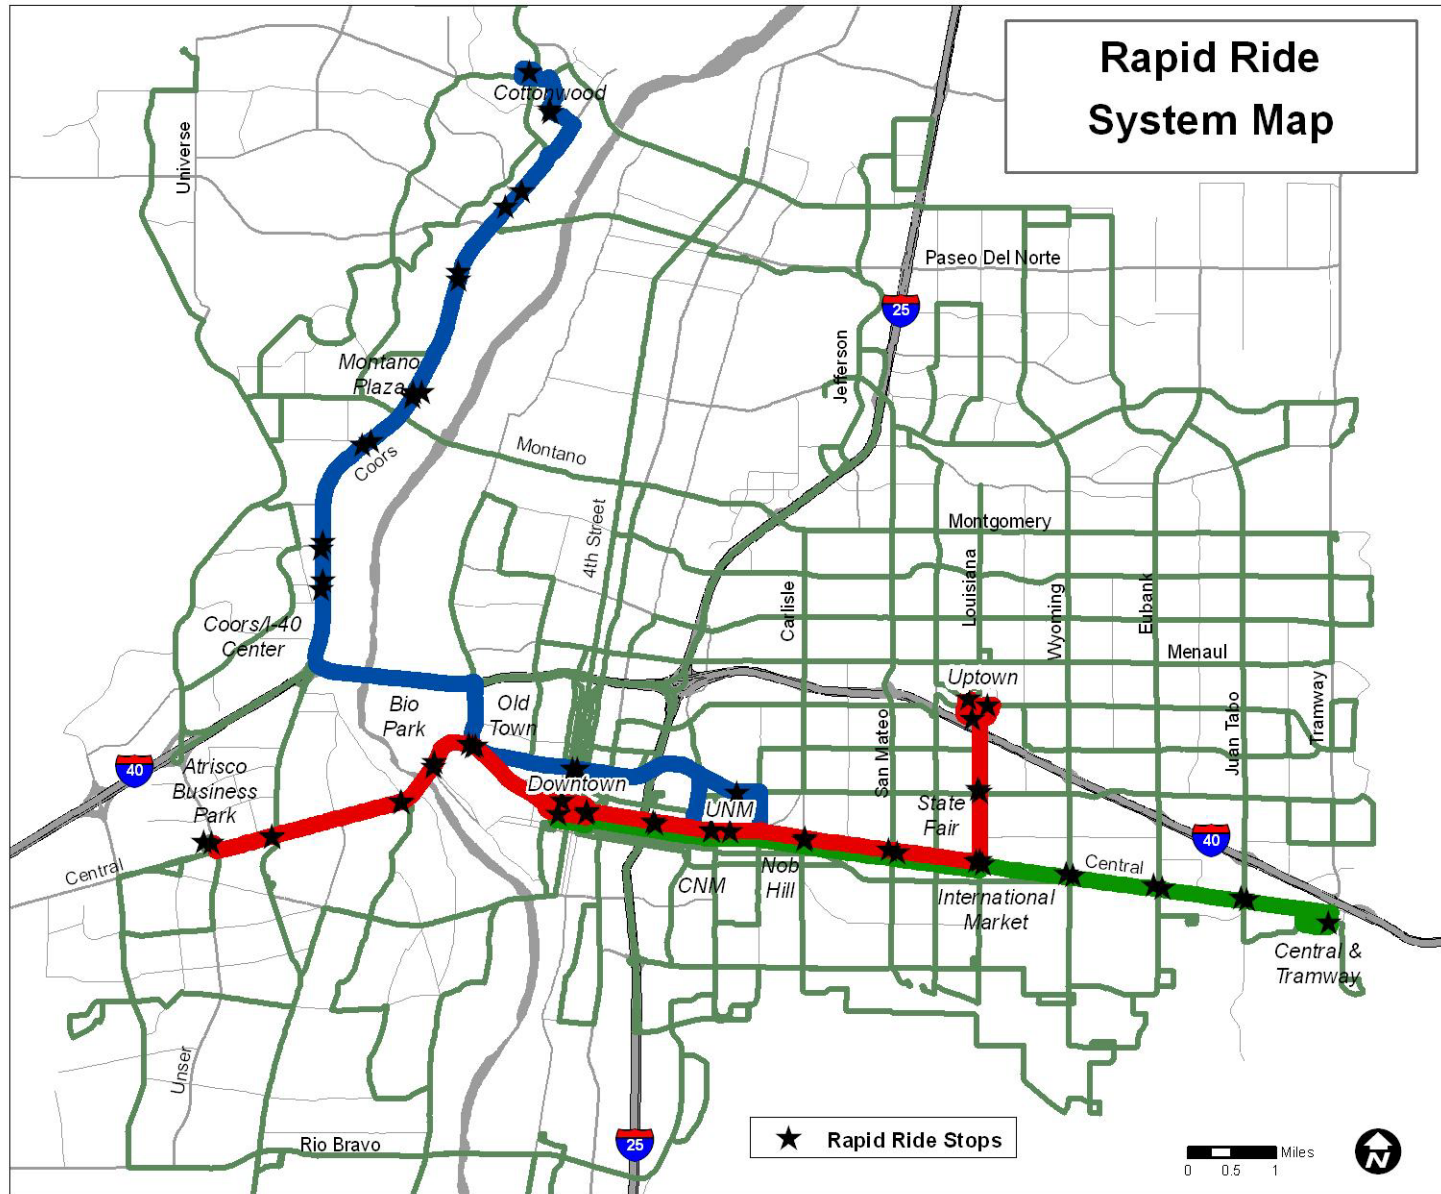 Rapid Ride
System Map
Cottonwood
Universe
Paseo Del Norte
25
Montano
Plaza
Jefferson
Coors
Montano
4th Street
Montgomery
Louisiana
Carlisle
Wyoming
Eubank
Coors/I-40
Center
Menaul
Uptown
Bio
Park
Old
Town
San Mateo
Juan Tabo
Tramway
40
Atrisco
Business
Park
Downtown
UNM
State
Fair
40
Central
Central
CNM
Nob
Hill
International
Market
Central &
Tramway
Unser
Rio Bravo
25
Rapid Ride Stops
Miles
0 0.5 1
N